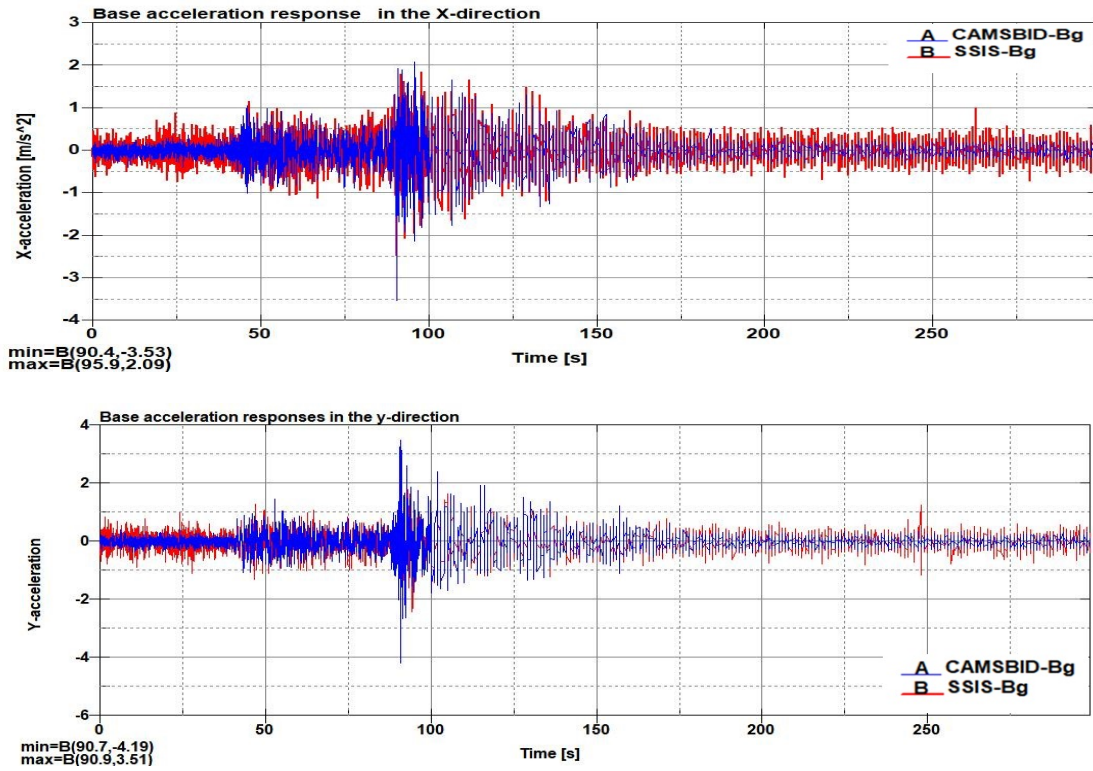 Base acceleration response in the X-direction
A CAMSBID-Bg
B SSIS-Bg
X-acceleration [m/s^2]
3
2
1
0
-1
-2
-3
-4
0 50 100 150 200 250
Time [s]
min=B(90.4,-3.53)
max=B(95.9,2.09)
Base acceleration responses in the y-direction
Y-acceleration
4
2
0
-2
-4
-6
A CAMSBID-Bg
B SSIS-Bg
0 50 100 150 200 250
Time [s]
min=B(90.7,-4.19)
max=B(90.9,3.51)